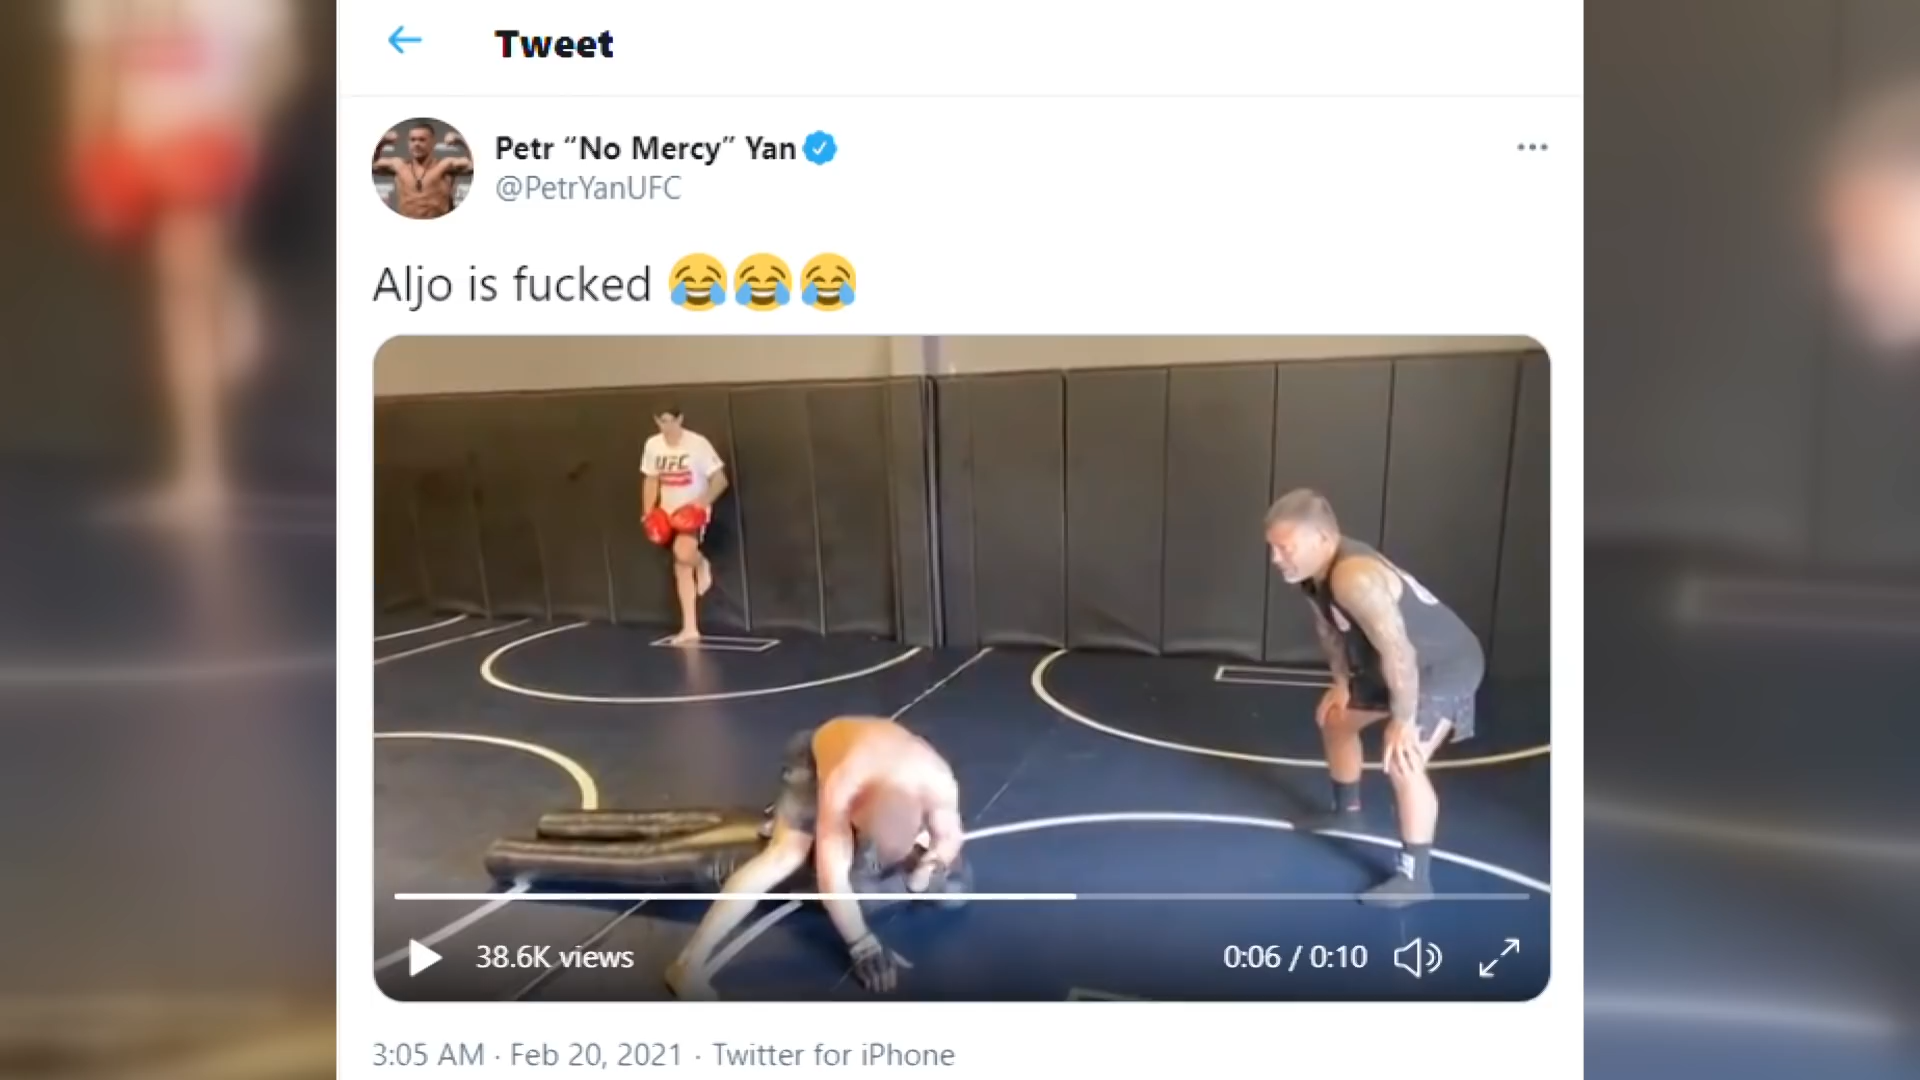 Tweet
Petr “No Mercy” Yan
@PetrYanUFC
Aljo is fucked 😂😂😂
UFC
38.6K views
0:06 / 0:10
3:05 AM · Feb 20, 2021 · Twitter for iPhone